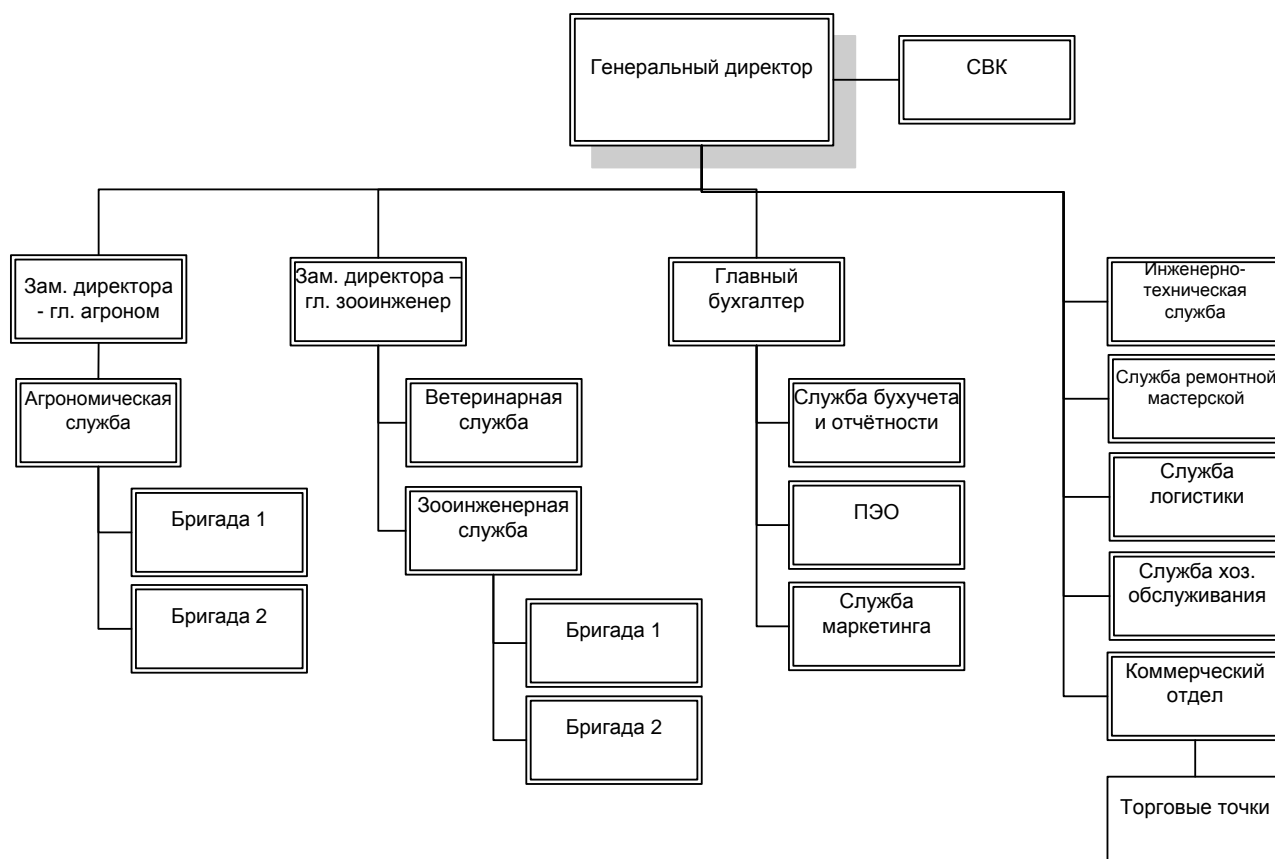 Генеральный директор
СВК
Зам. директора
- гл. агроном
Зам. директора –
гл. зооинженер
Главный
бухгалтер
Инженерно-
техническая
служба
Агрономическая
служба
Ветеринарная
служба
Служба бухучета
и отчётности
Служба ремонтной
мастерской
Бригада 1
Зооинженерная
служба
ПЭО
Служба
логистики
Бригада 2
Бригада 1
Служба
маркетинга
Служба хоз.
обслуживания
Бригада 2
Коммерческий
отдел
Торговые точки